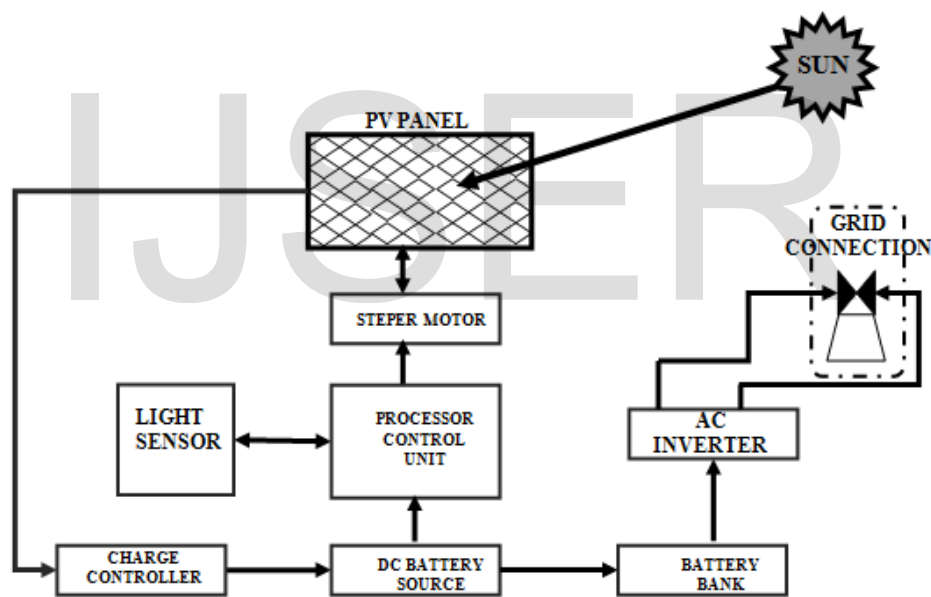 IJSER
SUN
PV PANEL
GRID
CONNECTION
STEPER MOTOR
LIGHT
SENSOR
PROCESSOR
CONTROL
UNIT
AC
INVERTER
CHARGE
CONTROLLER
DC BATTERY
SOURCE
BATTERY
BANK